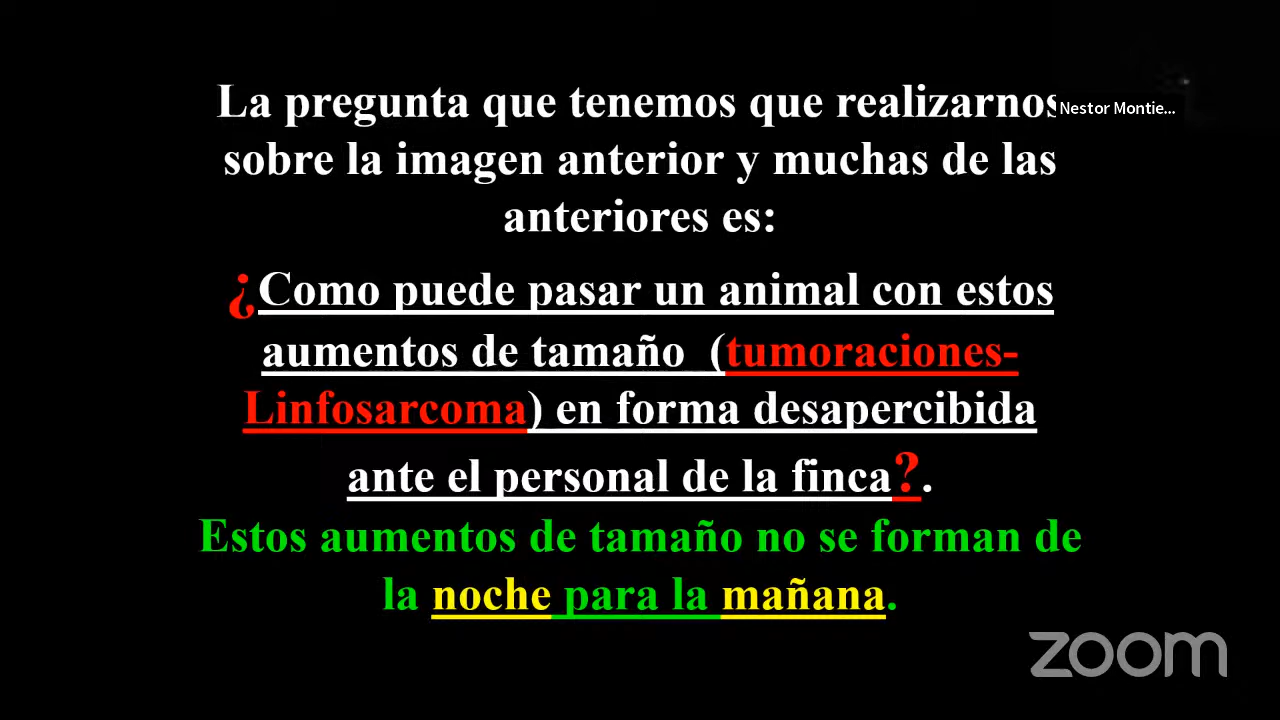 La pregunta que tenemos que realizarnos
Nestor Montie...
sobre la imagen anterior y muchas de las
anteriores es:
¿Como puede pasar un animal con estos
aumentos de tamaño (tumoraciones-
Linfosarcoma) en forma desapercibida
ante el personal de la finca?.
Estos aumentos de tamaño no se forman de
la noche para la mañana.
zoom